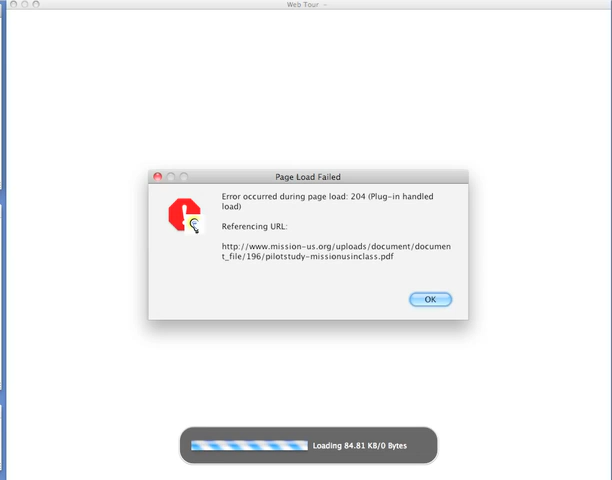 Web Tour
Page Load Failed
Error occurred during page load: 204 (Plug-in handled
load)
Referencing URL:
http://www.mission-us.org/uploads/document/documen
t_file/196/pilotstudy-missionusinclass.pdf
OK
Loading 84.81 KB/0 Bytes